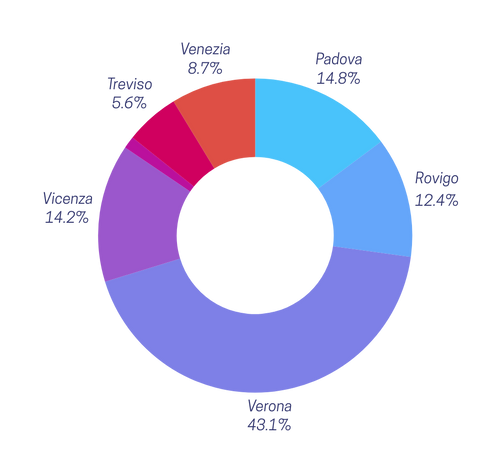 Venezia
8.7%
Padova
14.8%
Treviso
5.6%
Rovigo
12.4%
Vicenza
14.2%
Verona
43.1%